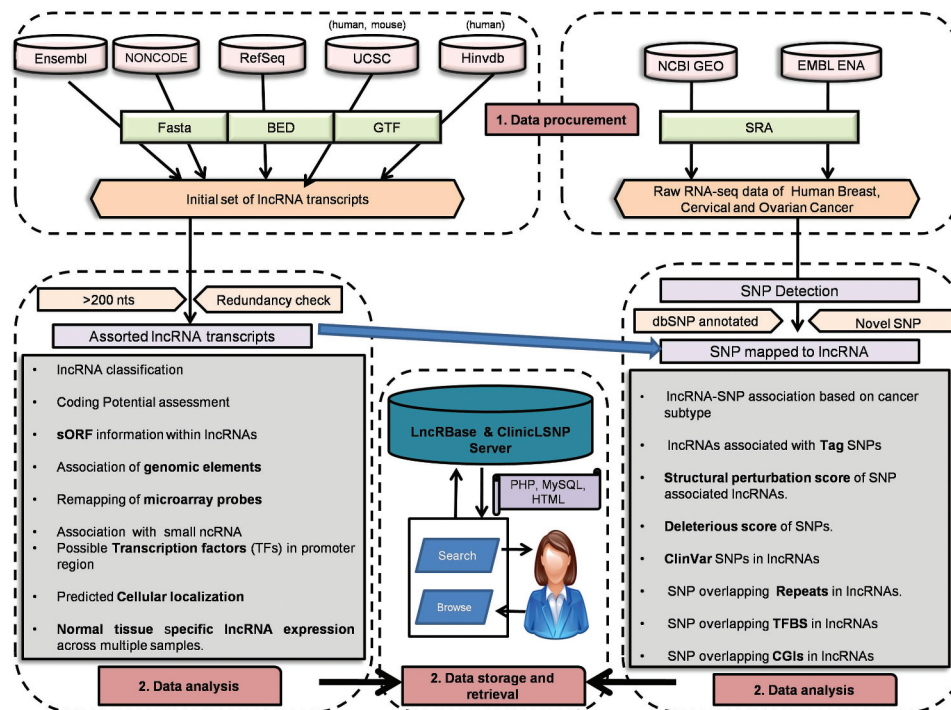 (human, mouse)
(human)
Ensembl
NONCODE
RefSeq
UCSC
Hinvdb
NCBI GEO
EMBL ENA
Fasta
BED
GTF
1. Data procurement
SRA
Initial set of lncRNA transcripts
Raw RNA-seq data of Human Breast,
Cervical and Ovarian Cancer
>200 nts
Redundancy check
SNP Detection
dbSNP annotated
Novel SNP
Assorted lncRNA transcripts
SNP mapped to lncRNA
• lncRNA classification
• Coding Potential assessment
• sORF information within lncRNAs
• Association of genomic elements
• Remapping of microarray probes
• Association with small ncRNA
• Possible Transcription factors (TFs) in promoter
region
• Predicted Cellular localization
• Normal tissue specific lncRNA expression
across multiple samples.
LncRBase & ClinicLSNP
Server
PHP, MySQL,
HTML
Search
Browse
• lncRNA-SNP association based on cancer
subtype
• lncRNAs associated with Tag SNPs
• Structural perturbation score of SNP
associated lncRNAs.
• Deleterious score of SNPs.
• ClinVar SNPs in lncRNAs
• SNP overlapping Repeats in lncRNAs.
• SNP overlapping TFBS in lncRNAs
• SNP overlapping CGIs in lncRNAs
2. Data analysis
2. Data storage and
retrieval
2. Data analysis